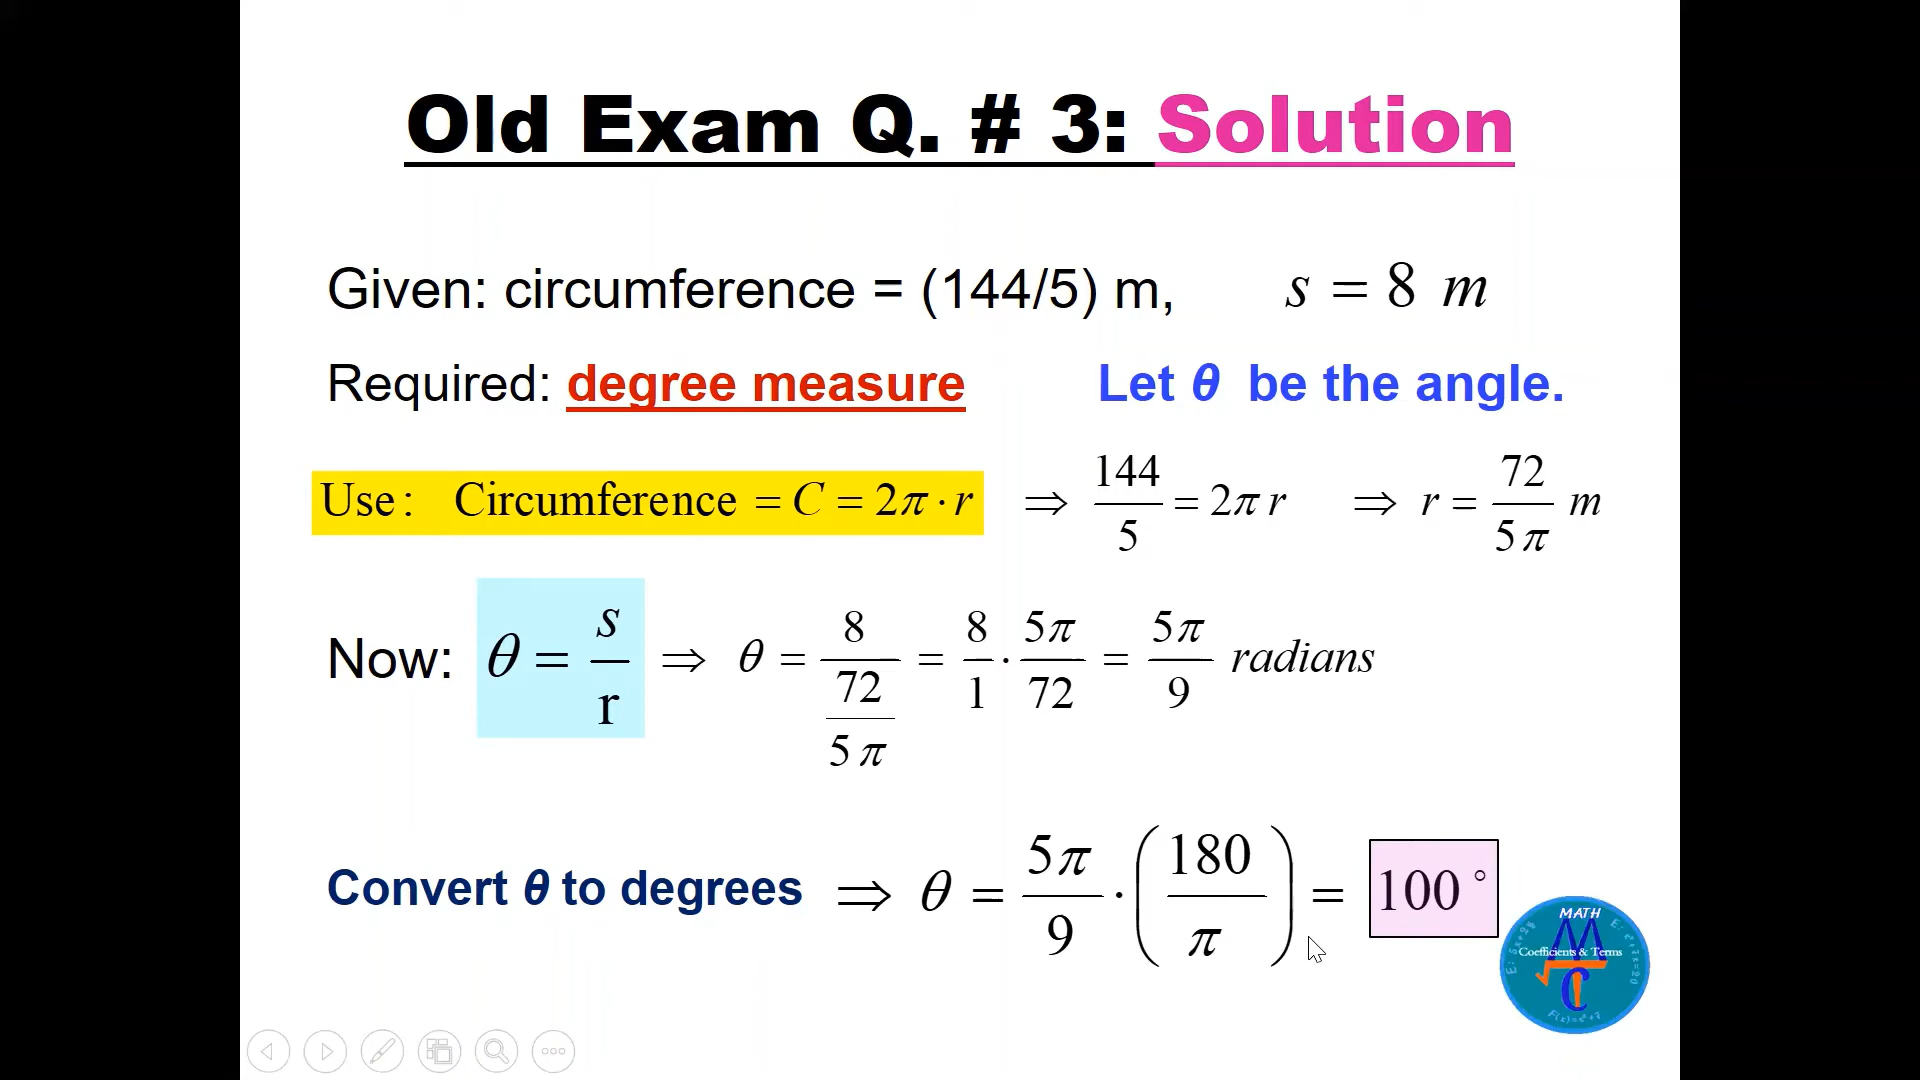 Old Exam Q. # 3: Solution
Given: circumference = (144/5) m, s = 8 m
Required: degree measure Let θ be the angle.
Use: Circumference = C = 2π · r ⇒ 144/5 = 2π r ⇒ r = 72/5π m
Now: θ = s/r ⇒ θ = 8/(72/5π) = 8/1 · 5π/72 = 5π/9 radians
Convert θ to degrees ⇒ θ = 5π/9 · (180/π) = 100°
MATH
Coefficients & Terms